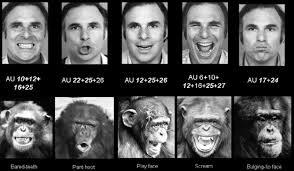 AU 10+12+
16+25
AU 22+25+26
AU 12+25+26
AU 6+10+
12+16+25+27
AU 17+24
Bared-teeth
Pant-hoot
Play face
Scream
Bulging-lip face